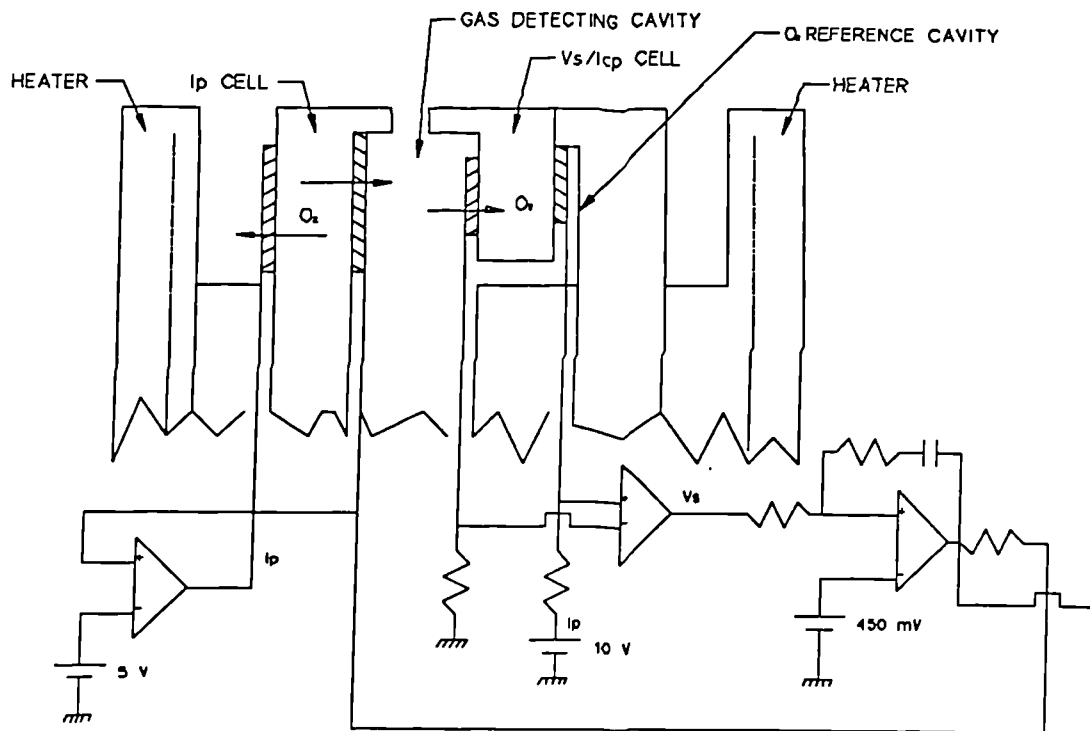 GAS DETECTING CAVITY
O₂ REFERENCE CAVITY
Vs/Icp CELL
HEATER
Ip CELL
HEATER
O₂
O₂
+
-
Vs
+
-
Ip
+
-
5 V
Ip
10 V
450 mV